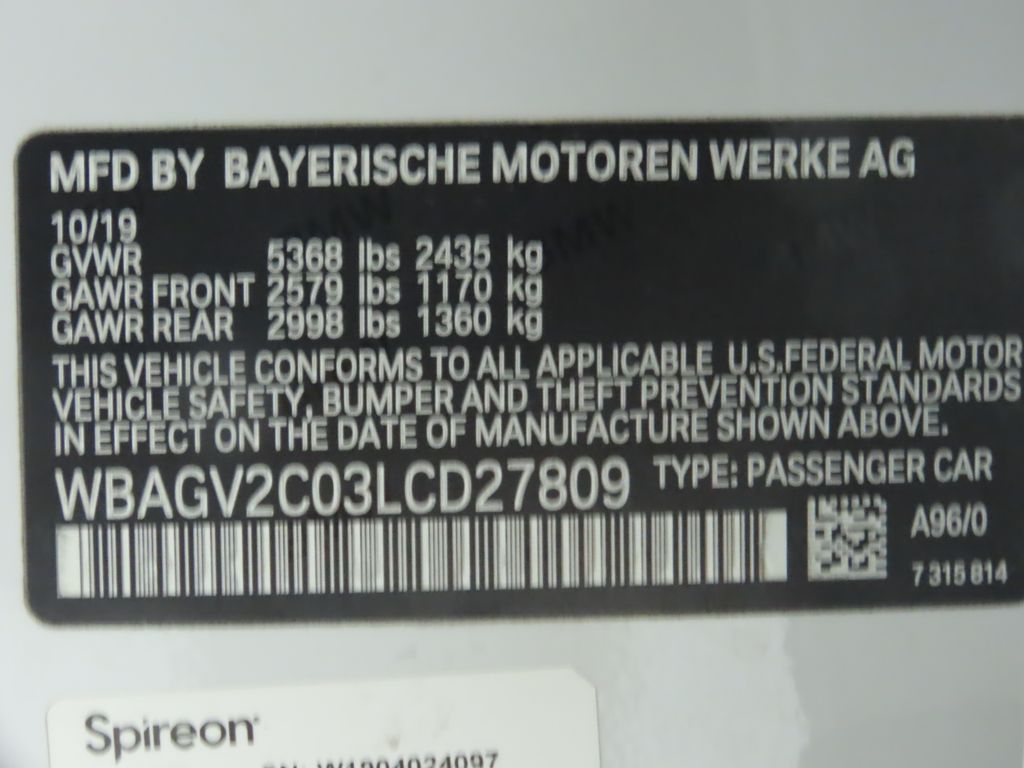 MFD BY BAYERISCHE MOTOREN WERKE AG
10/19
GVWR 5368 lbs 2435 kg
GAWR FRONT 2579 lbs 1170 kg
GAWR REAR 2998 lbs 1360 kg
THIS VEHICLE CONFORMS TO ALL APPLICABLE U.S.FEDERAL MOTOR
VEHICLE SAFETY, BUMPER AND THEFT PREVENTION STANDARDS
IN EFFECT ON THE DATE OF MANUFACTURE SHOWN ABOVE.
WBAGV2C03LCD27809 TYPE: PASSENGER CAR
A96/0
7 315 814
Spireon